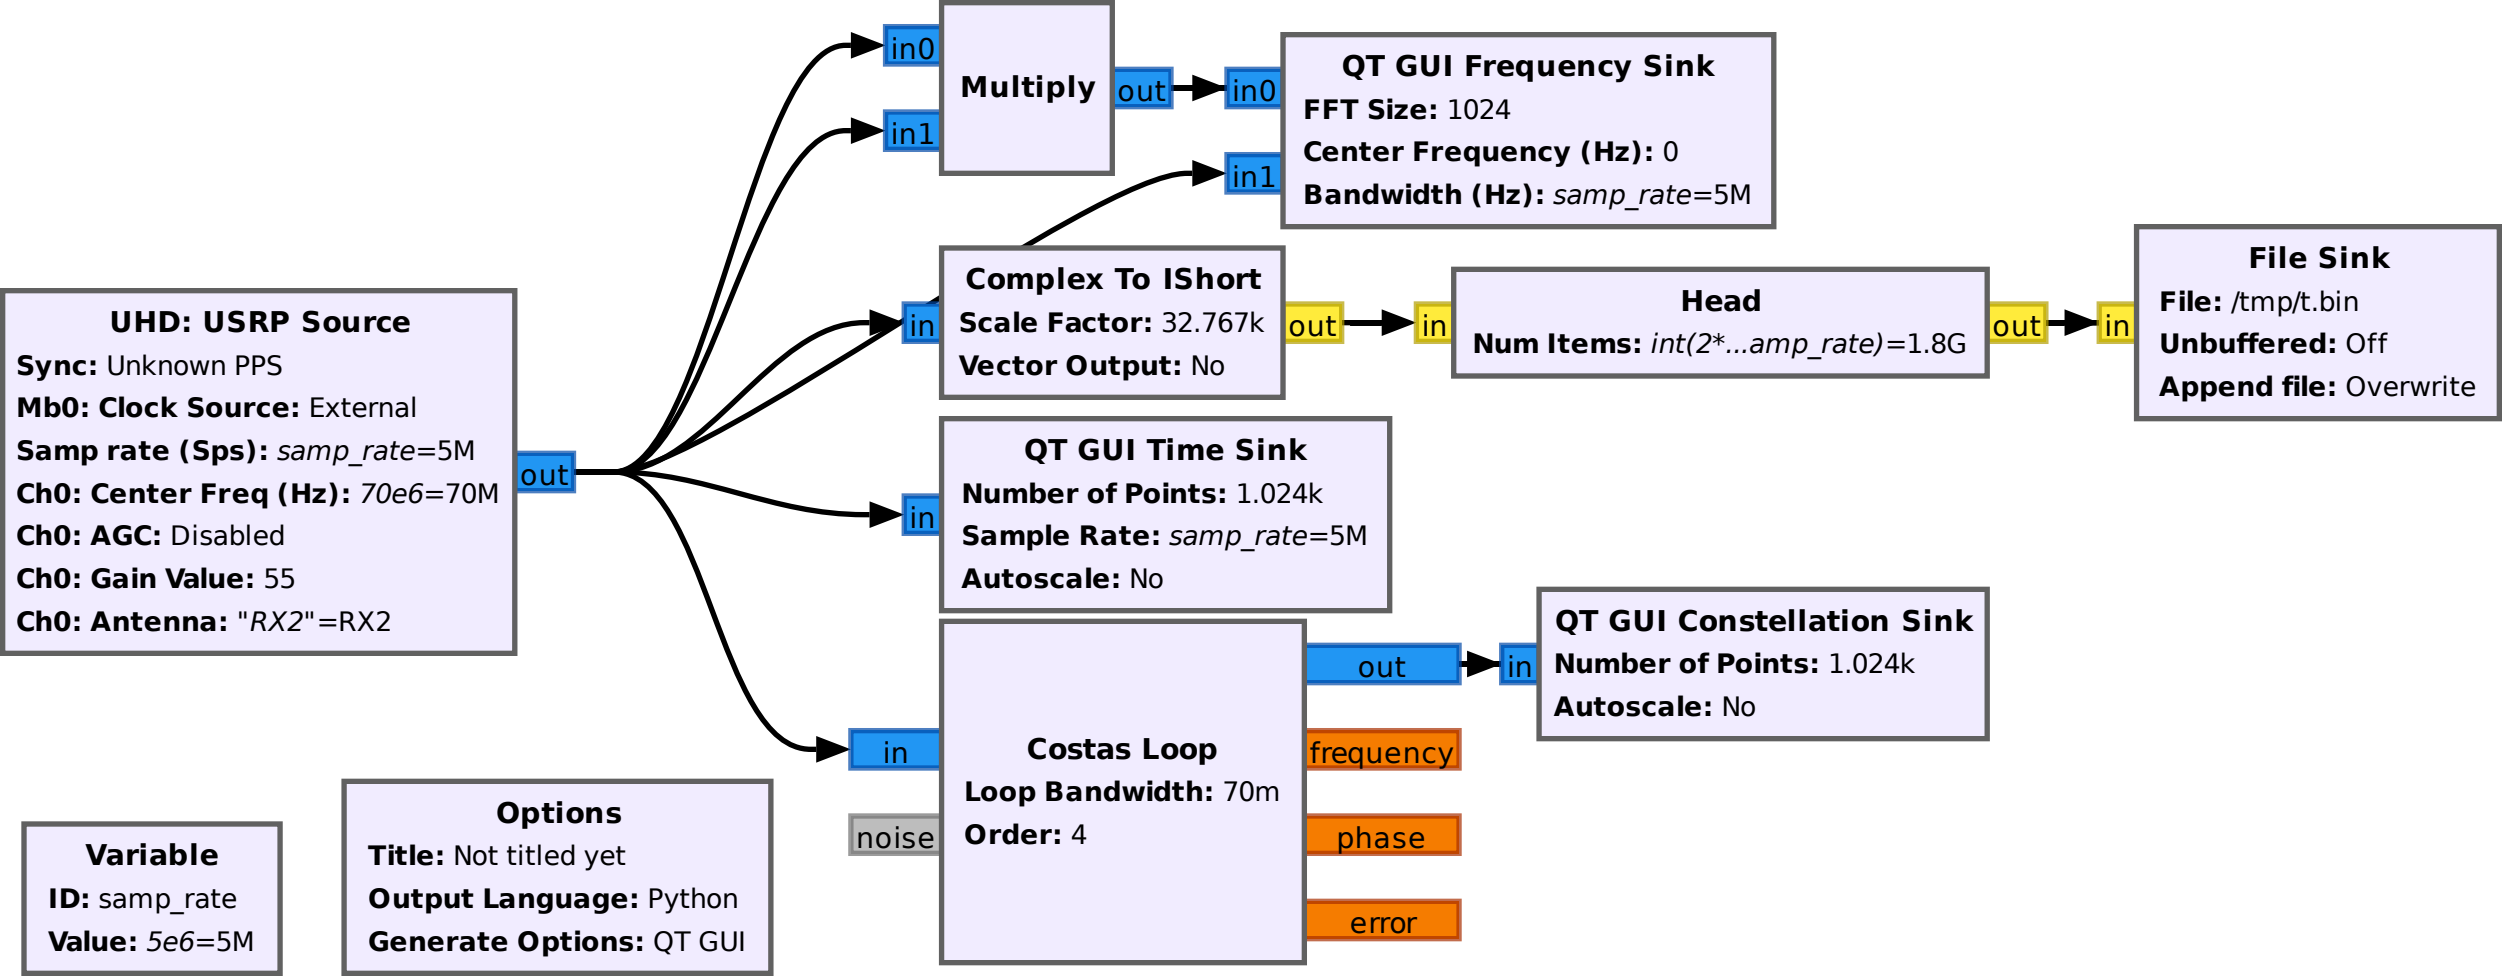 in0
in1
Multiply
out
in0
in1
QT GUI Frequency Sink
FFT Size: 1024
Center Frequency (Hz): 0
Bandwidth (Hz): samp_rate=5M
UHD: USRP Source
Sync: Unknown PPS
Mb0: Clock Source: External
Samp rate (Sps): samp_rate=5M
Ch0: Center Freq (Hz): 70e6=70M
Ch0: AGC: Disabled
Ch0: Gain Value: 55
Ch0: Antenna: "RX2"=RX2
out
in
Complex To IShort
Scale Factor: 32.767k
Vector Output: No
out
in
Head
Num Items: int(2*...amp_rate)=1.8G
out
in
File Sink
File: /tmp/t.bin
Unbuffered: Off
Append file: Overwrite
in
QT GUI Time Sink
Number of Points: 1.024k
Sample Rate: samp_rate=5M
Autoscale: No
in
noise
Costas Loop
Loop Bandwidth: 70m
Order: 4
out
frequency
phase
error
in
QT GUI Constellation Sink
Number of Points: 1.024k
Autoscale: No
Variable
ID: samp_rate
Value: 5e6=5M
Options
Title: Not titled yet
Output Language: Python
Generate Options: QT GUI